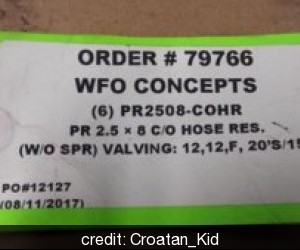 ORDER # 79766
WFO CONCEPTS
(6) PR2508-COHR
PR 2.5 × 8 C/O HOSE RES.
(W/O SPR) VALVING: 12,12,F, 20'S/15
PO#12127
(08/11/2017)
credit: Croatan_Kid